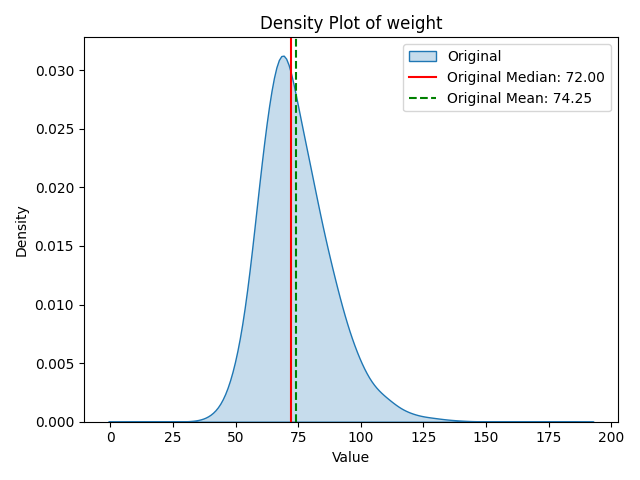 Density Plot of weight
Original
Original Median: 72.00
Original Mean: 74.25
0.030
0.025
0.020
0.015
0.010
0.005
0.000
Density
0 25 50 75 100 125 150 175 200
Value